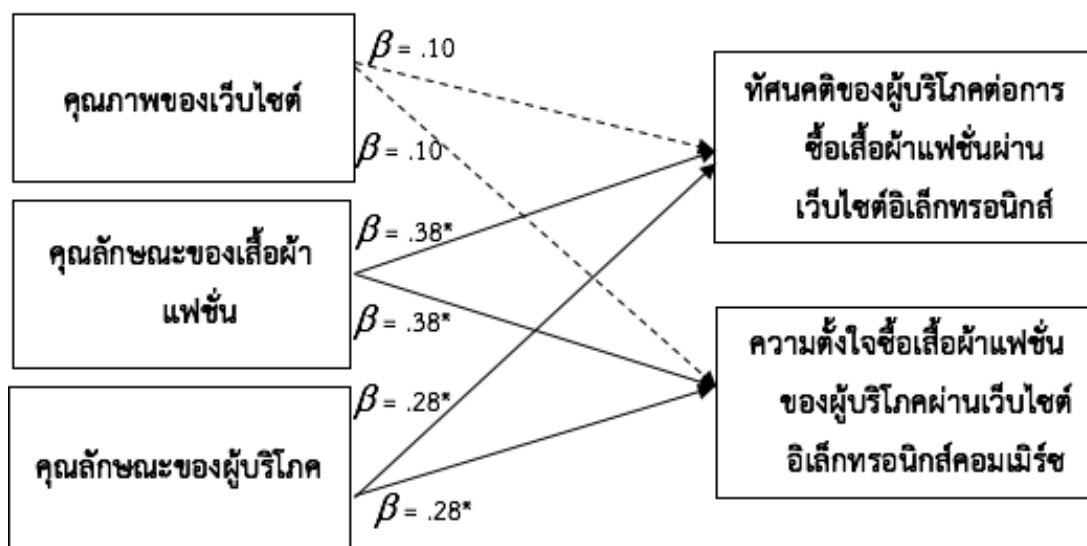 คุณภาพของเว็บไซต์
คุณลักษณะของเสื้อผ้า
แฟชั่น
คุณลักษณะของผู้บริโภค
β = .10
β = .10
β = .38*
β = .38*
β = .28*
β = .28*
ทัศนคติของผู้บริโภคต่อการ
ซื้อเสื้อผ้าแฟชั่นผ่าน
เว็บไซต์อิเล็กทรอนิกส์
ความตั้งใจซื้อเสื้อผ้าแฟชั่น
ของผู้บริโภคผ่านเว็บไซต์
อิเล็กทรอนิกส์คอมเมิร์ซ